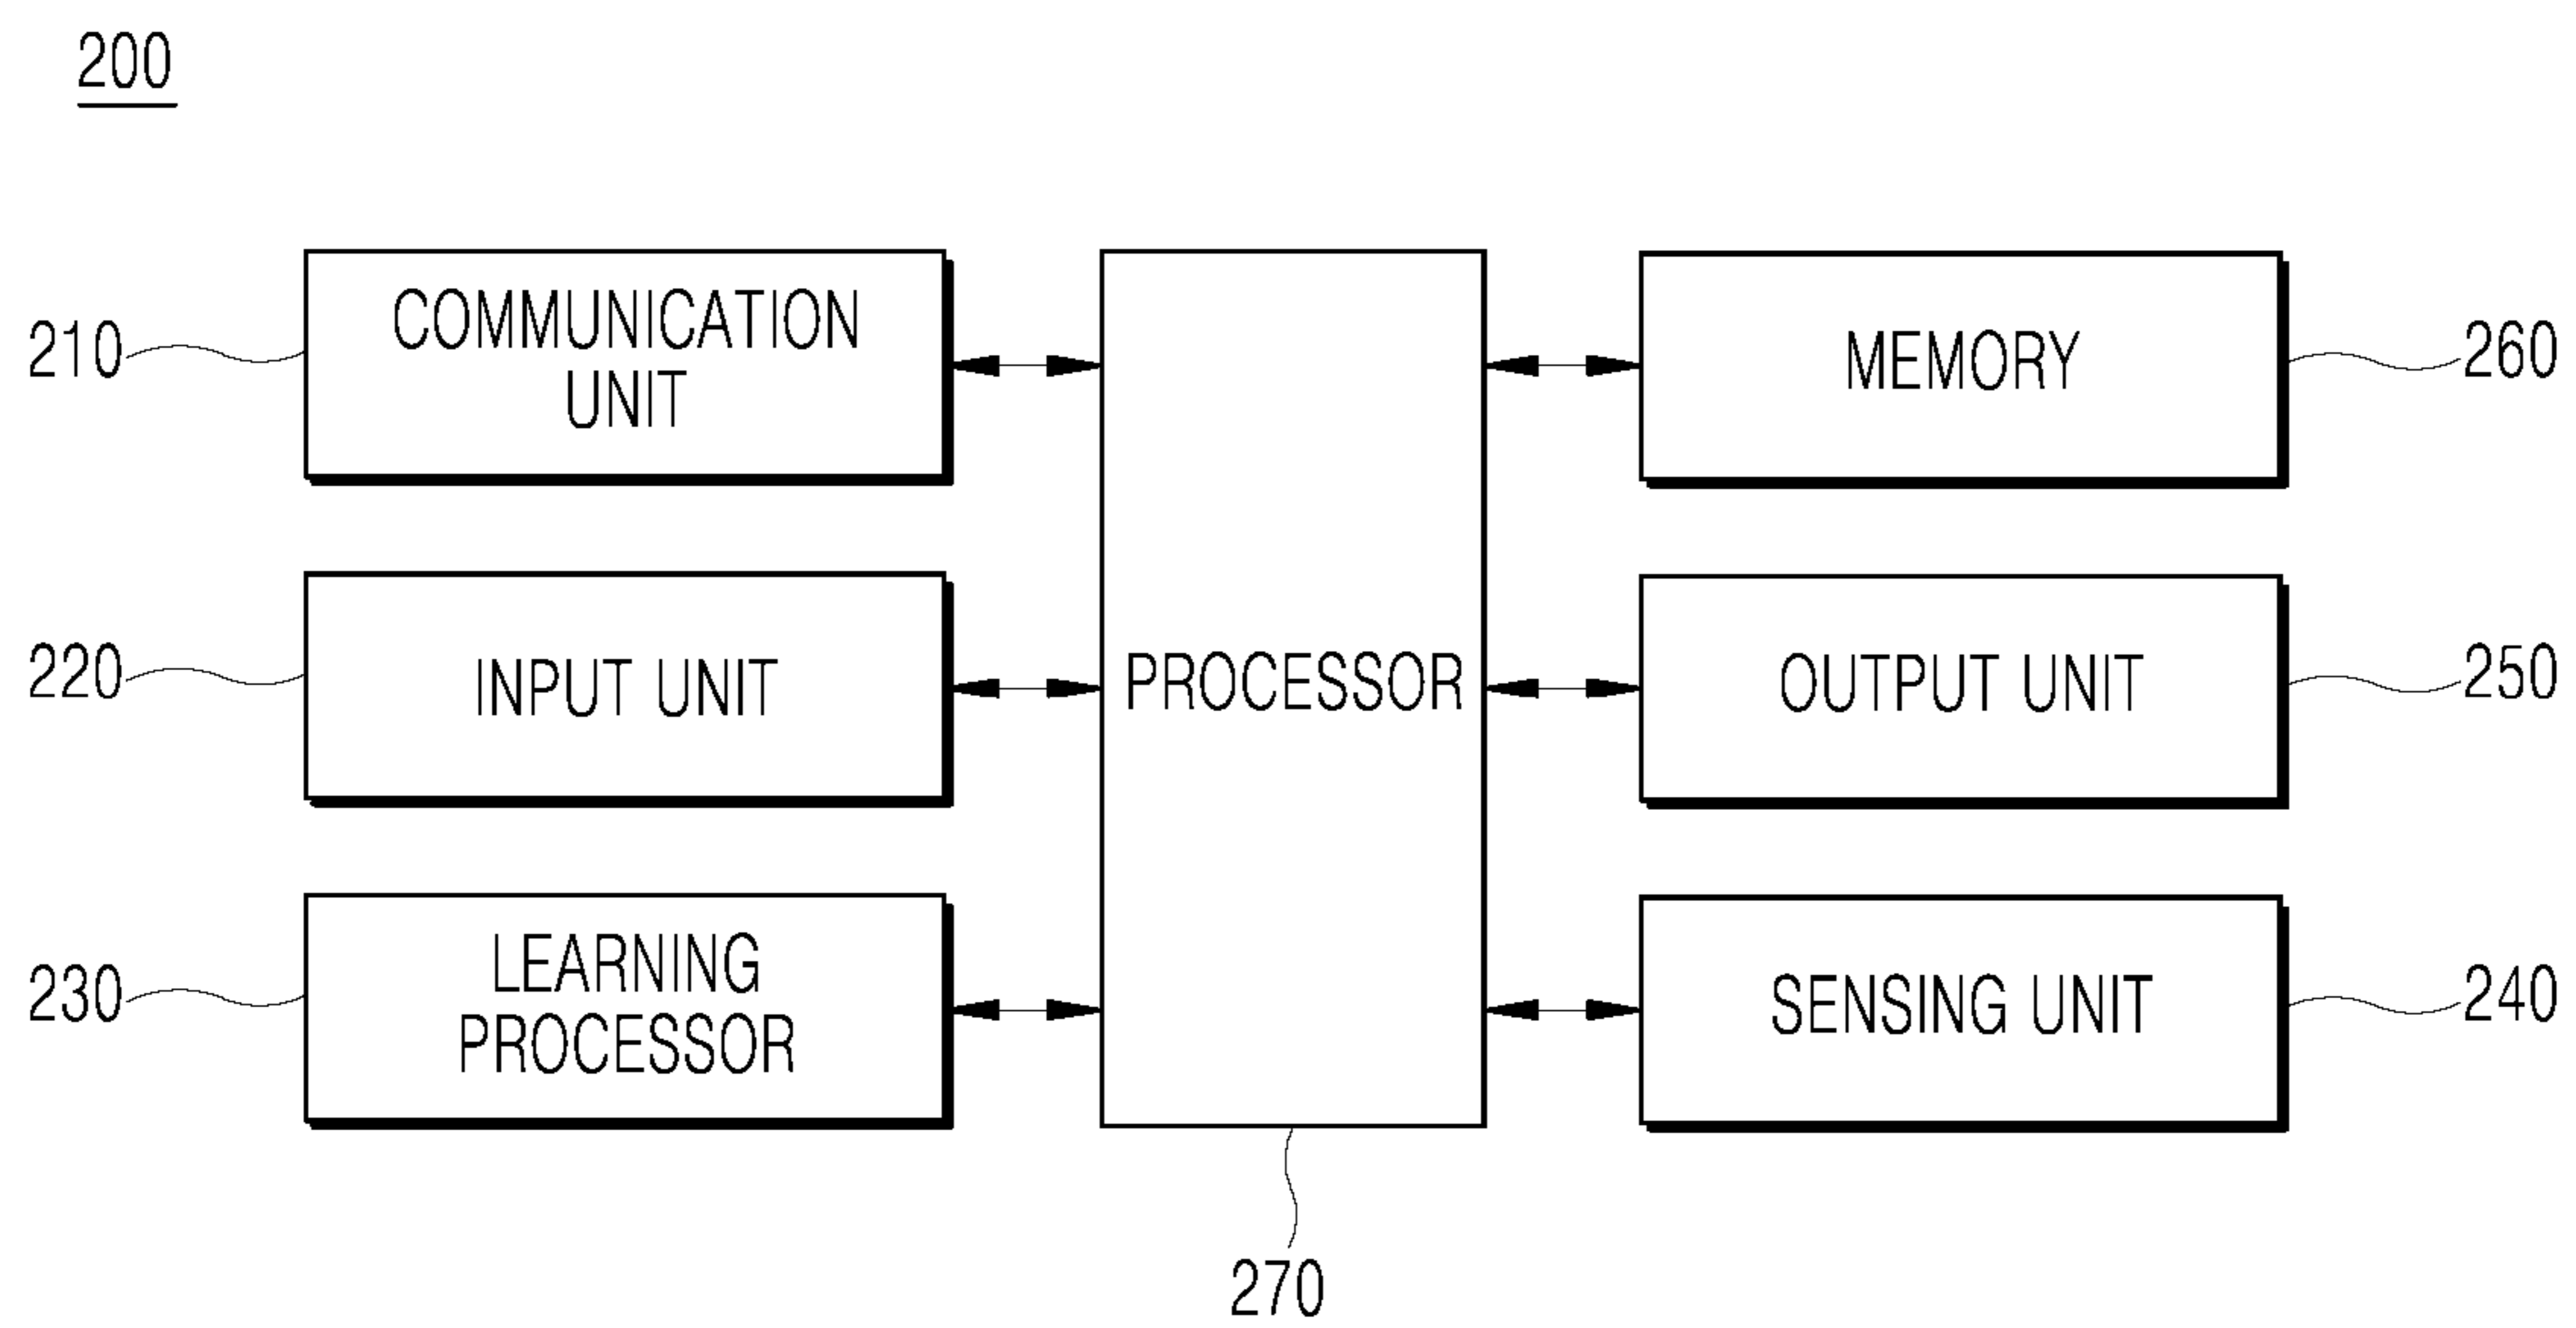 200
210
COMMUNICATION
UNIT
MEMORY
260
220
INPUT UNIT
PROCESSOR
OUTPUT UNIT
250
230
LEARNING
PROCESSOR
SENSING UNIT
240
270